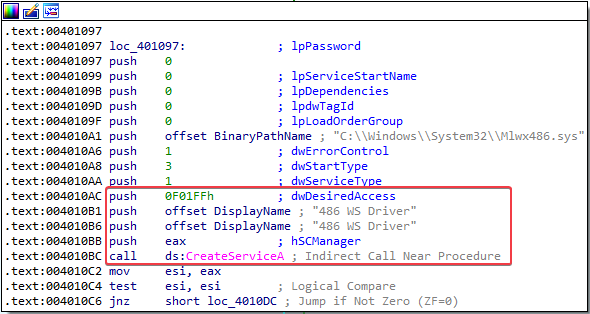 .text:00401097
.text:00401097 loc_401097: ; lpPassword
.text:00401097 push 0
.text:00401099 push 0 ; lpServiceStartName
.text:0040109B push 0 ; lpDependencies
.text:0040109D push 0 ; lpdwTagId
.text:0040109F push 0 ; lpLoadOrderGroup
.text:004010A1 push offset BinaryPathName ; "C:\\Windows\\System32\\Mlwx486.sys"
.text:004010A6 push 1 ; dwErrorControl
.text:004010A8 push 3 ; dwStartType
.text:004010AA push 1 ; dwServiceType
.text:004010AC push 0F01FFh ; dwDesiredAccess
.text:004010B1 push offset DisplayName ; "486 WS Driver"
.text:004010B6 push offset DisplayName ; "486 WS Driver"
.text:004010BB push eax ; hSCManager
.text:004010BC call ds:CreateServiceA ; Indirect Call Near Procedure
.text:004010C2 mov esi, eax
.text:004010C4 test esi, esi ; Logical Compare
.text:004010C6 jnz short loc_4010DC ; Jump if Not Zero (ZF=0)